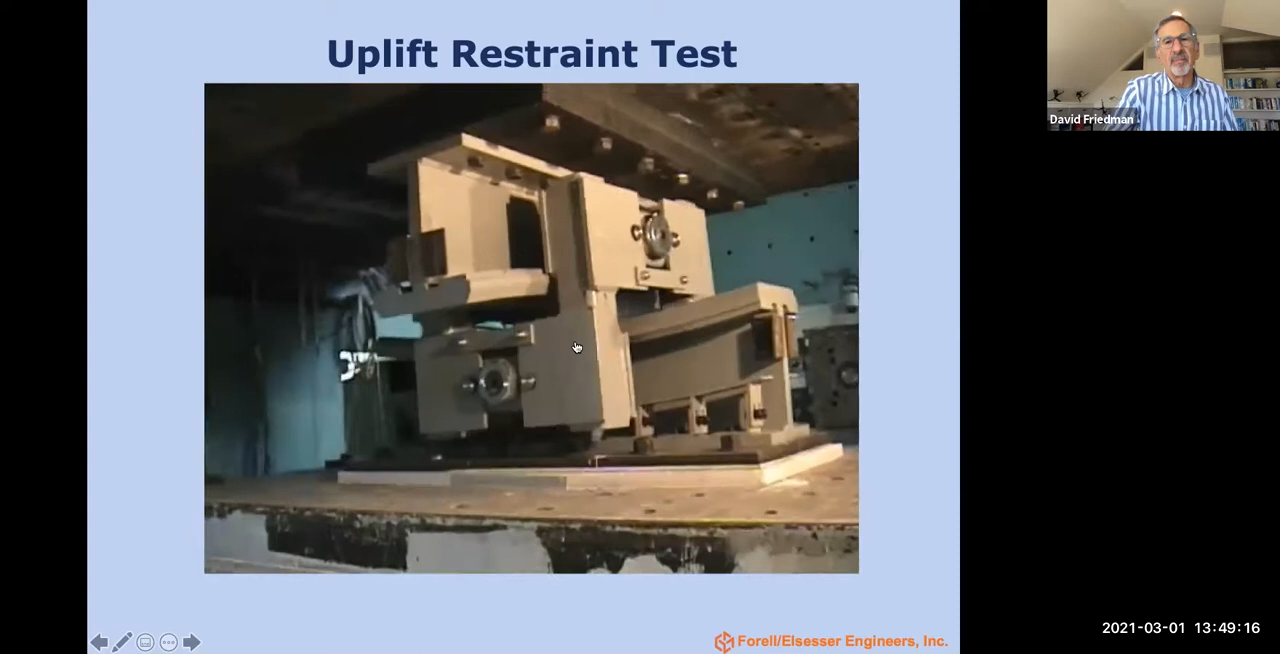 Uplift Restraint Test
David Friedman
2021-03-01 13:49:16
Forell/Elsesser Engineers, Inc.